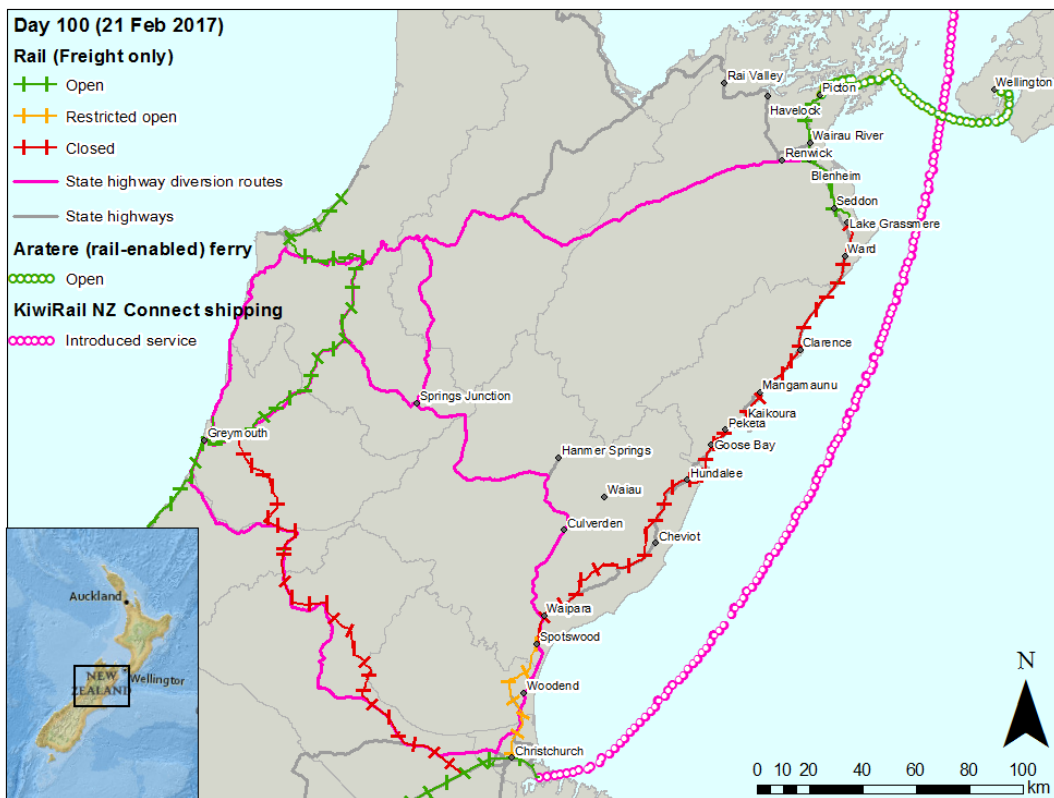 Day 100 (21 Feb 2017)
Rail (Freight only)
Open
Restricted open
Closed
State highway diversion routes
State highways
Aratere (rail-enabled) ferry
Open
KiwiRail NZ Connect shipping
Introduced service
Rai Valley
Picton
Wellington
Havelock
Wairau River
Renwick
Blenheim
Seddon
Lake Grassmere
Ward
Clarence
Mangamaunu
Kaikoura
Peketa
Goose Bay
Springs Junction
Greymouth
Hanmer Springs
Hundalee
Waiau
Culverden
Cheviot
Waipara
Spotswood
Woodend
Christchurch
Auckland
NEW
ZEALAND
Wellingtor
N
0 10 20 40 60 80 100
km